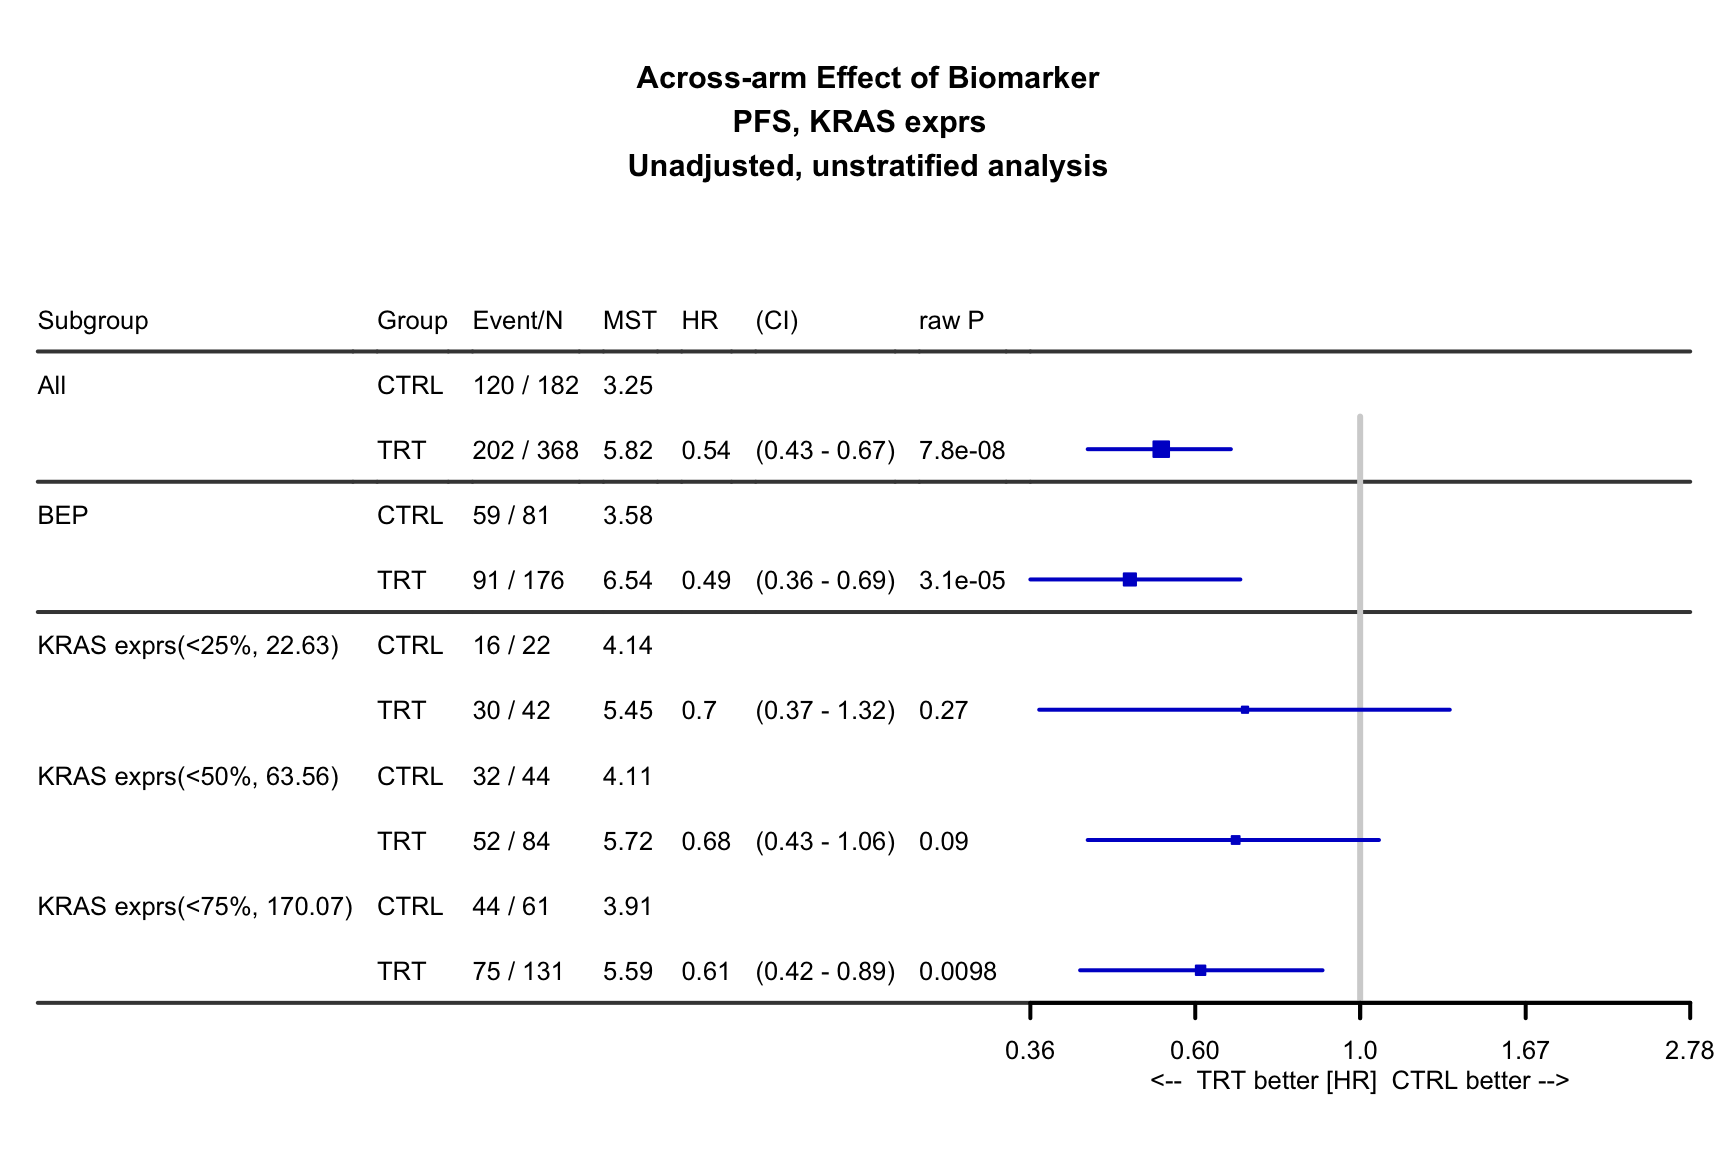 Across-arm Effect of Biomarker
PFS, KRAS exprs
Unadjusted, unstratified analysis
Subgroup Group Event/N MST HR (CI) raw P
All CTRL 120 / 182 3.25
TRT 202 / 368 5.82 0.54 (0.43 - 0.67) 7.8e-08
BEP CTRL 59 / 81 3.58
TRT 91 / 176 6.54 0.49 (0.36 - 0.69) 3.1e-05
KRAS exprs(<25%, 22.63) CTRL 16 / 22 4.14
TRT 30 / 42 5.45 0.7 (0.37 - 1.32) 0.27
KRAS exprs(<50%, 63.56) CTRL 32 / 44 4.11
TRT 52 / 84 5.72 0.68 (0.43 - 1.06) 0.09
KRAS exprs(<75%, 170.07) CTRL 44 / 61 3.91
TRT 75 / 131 5.59 0.61 (0.42 - 0.89) 0.0098
0.36 0.60 1.0 1.67 2.78
<-- TRT better [HR] CTRL better -->